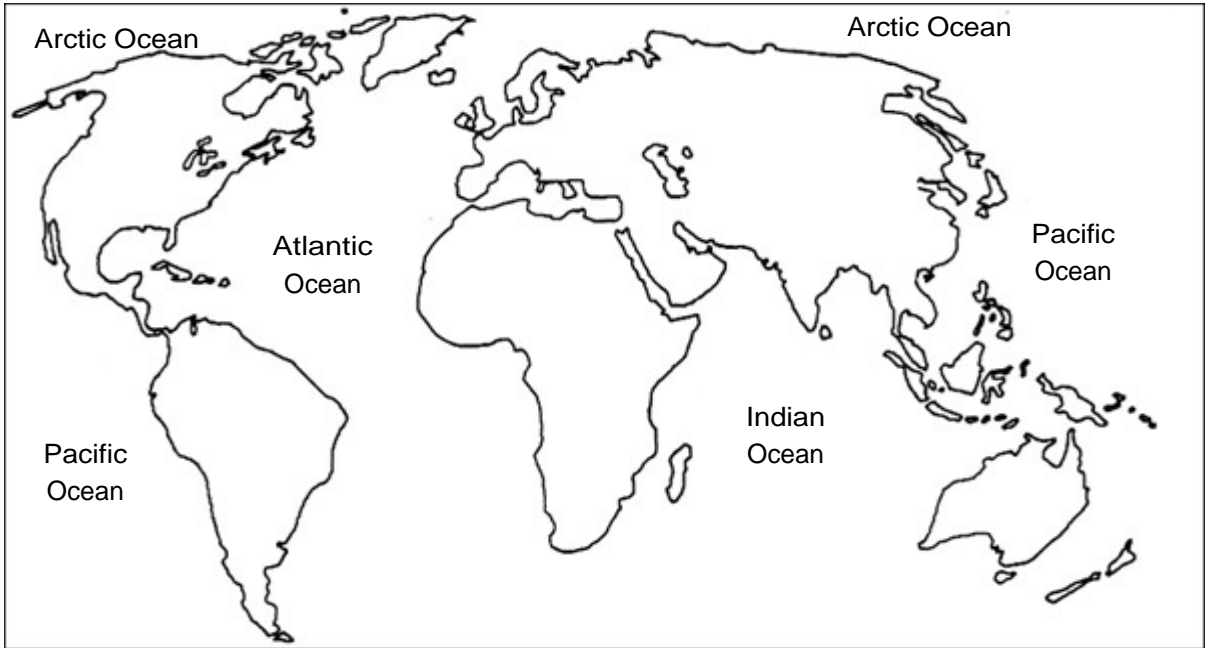 Arctic Ocean
Arctic Ocean
Atlantic
Ocean
Pacific
Ocean
Indian
Ocean
Pacific
Ocean